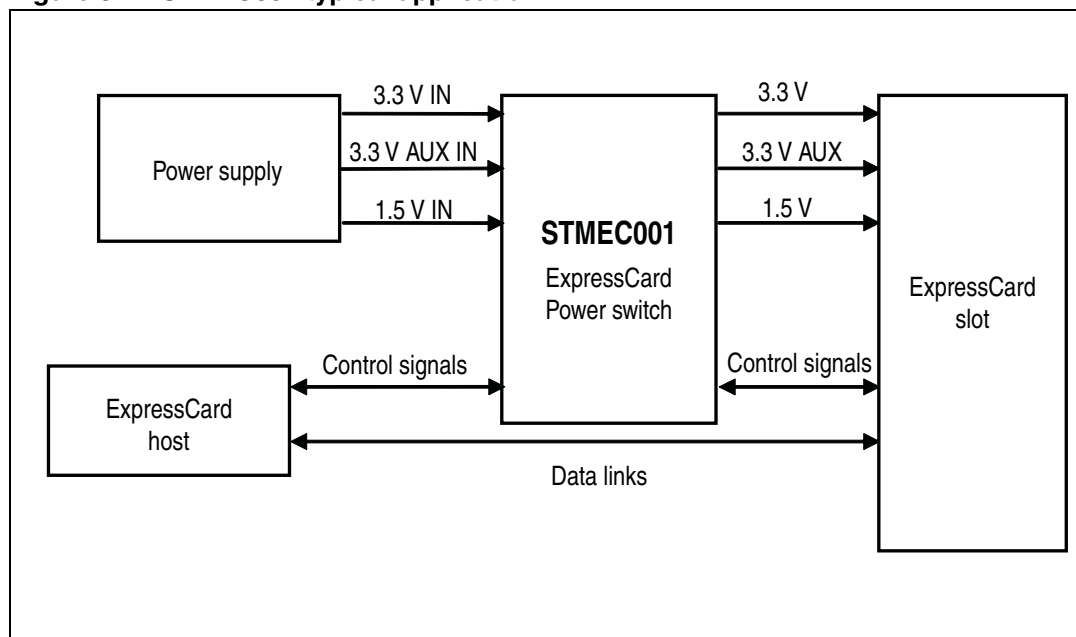 3.3 V IN
3.3 V
Power supply
3.3 V AUX IN
3.3 V AUX
1.5 V IN
1.5 V
STMEC001
ExpressCard
Power switch
ExpressCard
slot
Control signals
Control signals
ExpressCard
host
Data links